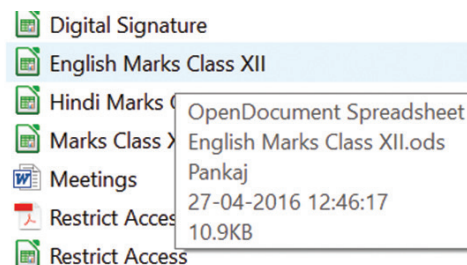 Digital Signature
English Marks Class XII
Hindi Marks
Marks Class
Meetings
Restrict
Restrict Access
OpenDocument Spreadsheet
English Marks Class XII.ods
Pankaj
27-04-2016 12:46:17
10.9KB